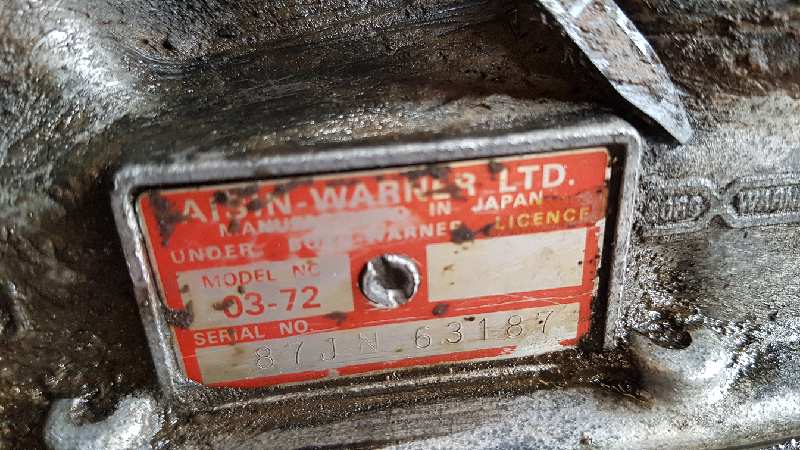 AISIN-WARNER LTD.
IN JAPAN
UNDER LICENCE
MODEL NO
03-72
SERIAL NO.
87JN 63187